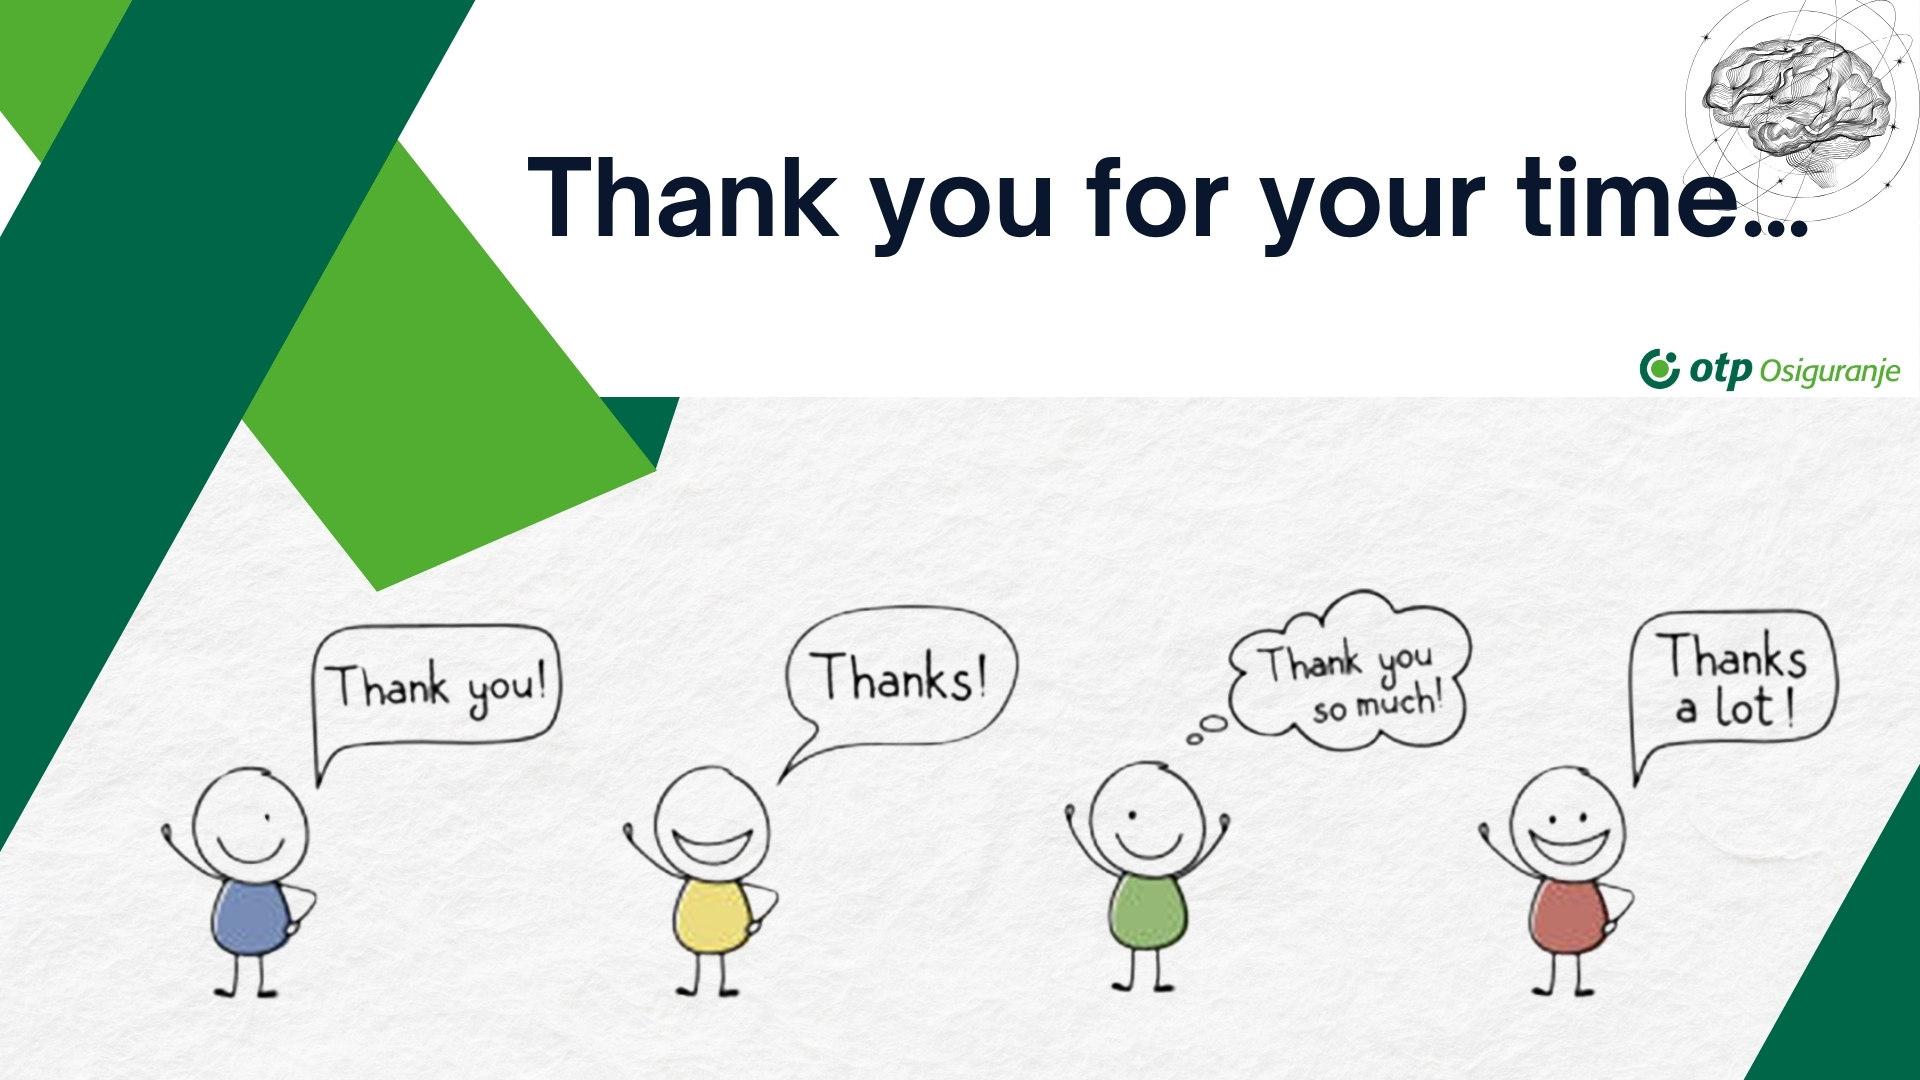 Thank you for your time...
otp Osiguranje
Thank you!
Thanks!
Thank you
so much!
Thanks
a lot!